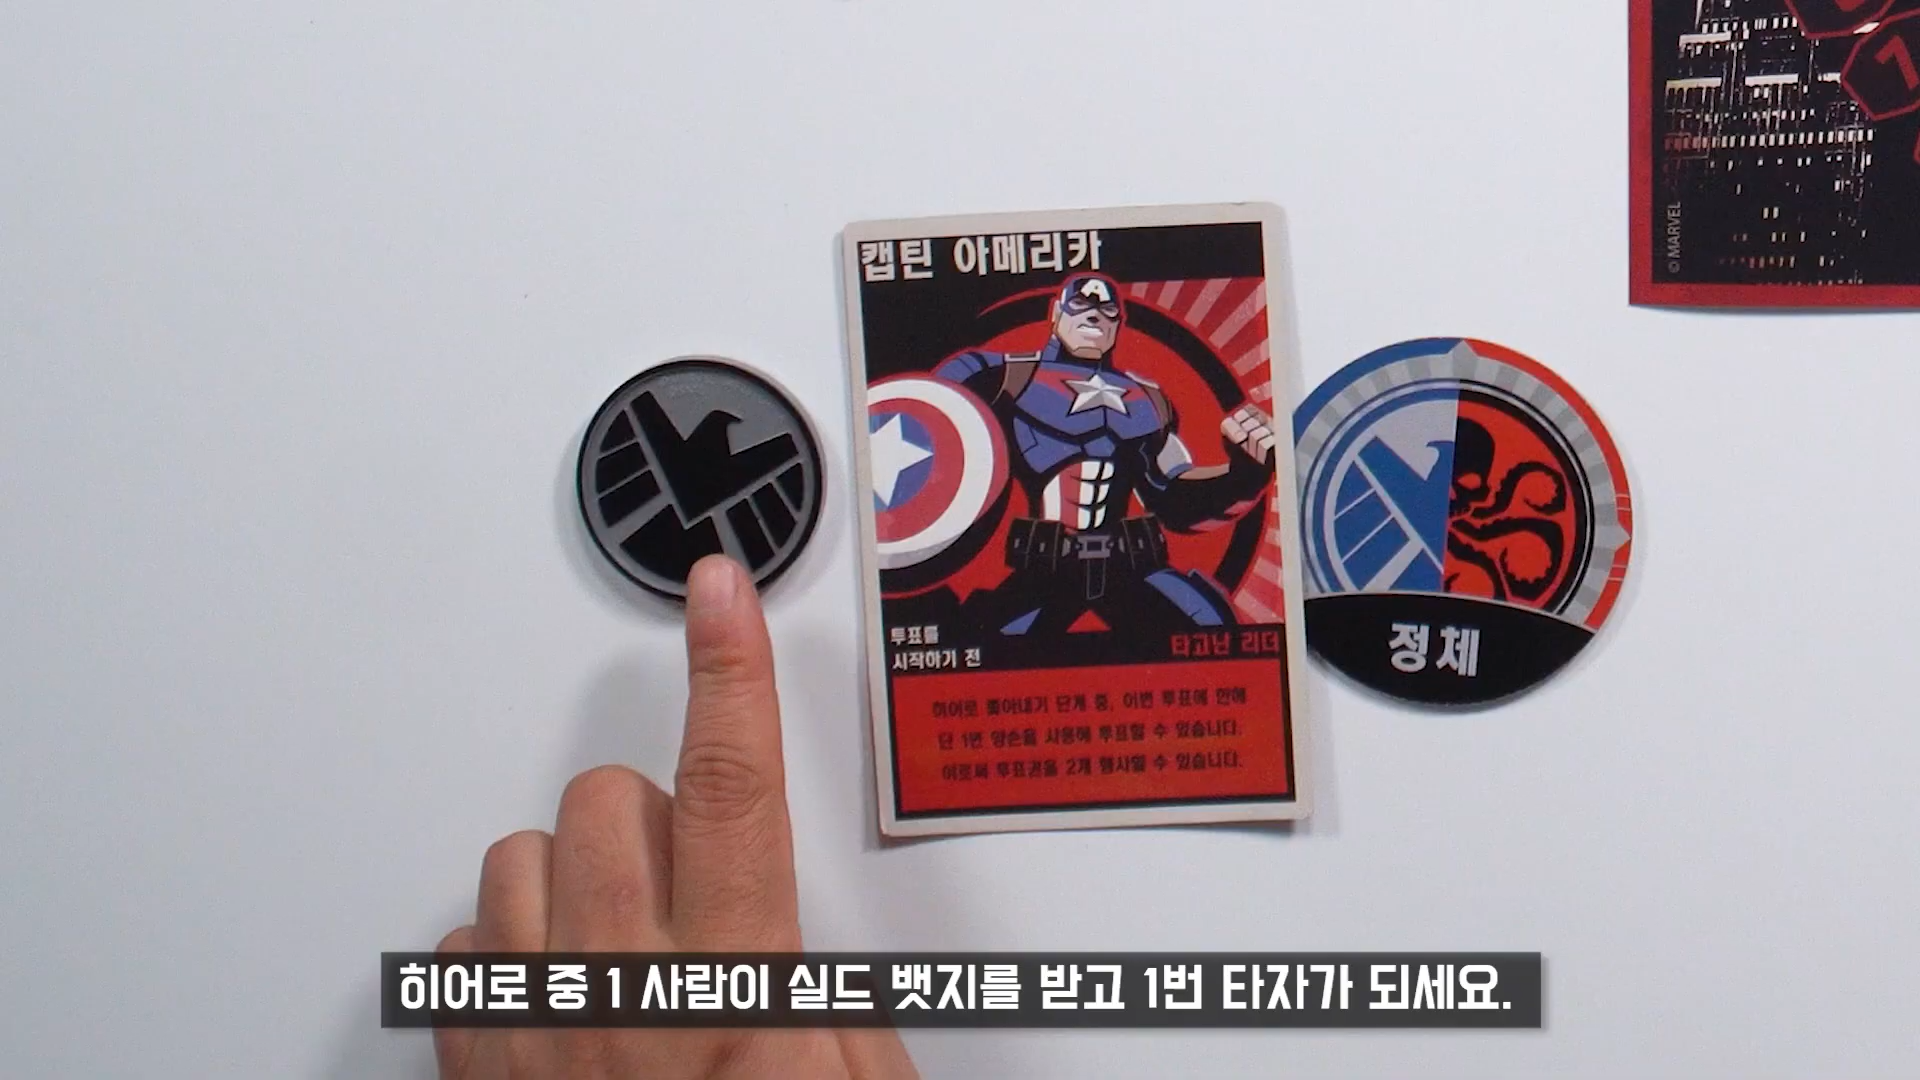 캡틴 아메리카
투표를
시작하기 전
타고난 리더
히어로 쫓아내기 단계 중, 이번 투표에 한해
단 1번 양손을 사용해 투표할 수 있습니다.
이로써 투표권을 2개 행사할 수 있습니다.
정체
© MARVEL
7
히어로 중 1 사람이 실드 뱃지를 받고 1번 타자가 되세요.